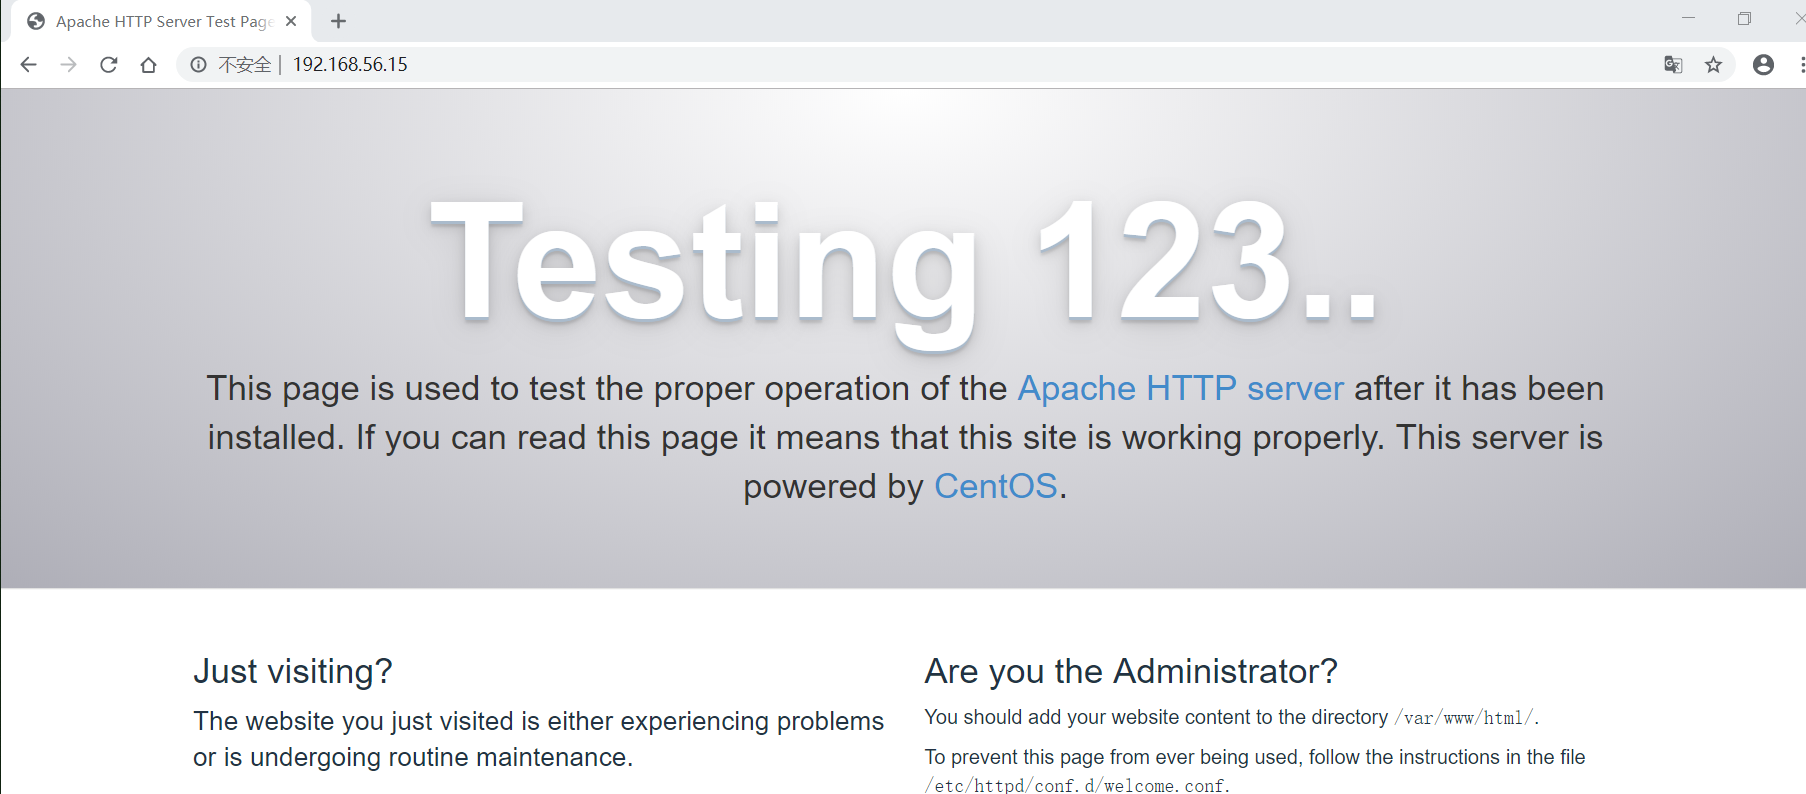 Apache HTTP Server Test Page
不安全 | 192.168.56.15
Testing 123..
This page is used to test the proper operation of the Apache HTTP server after it has been
installed. If you can read this page it means that this site is working properly. This server is
powered by CentOS.
Just visiting?
The website you just visited is either experiencing problems
or is undergoing routine maintenance.
Are you the Administrator?
You should add your website content to the directory /var/www/html/.
To prevent this page from ever being used, follow the instructions in the file
/etc/httpd/conf.d/welcome.conf.